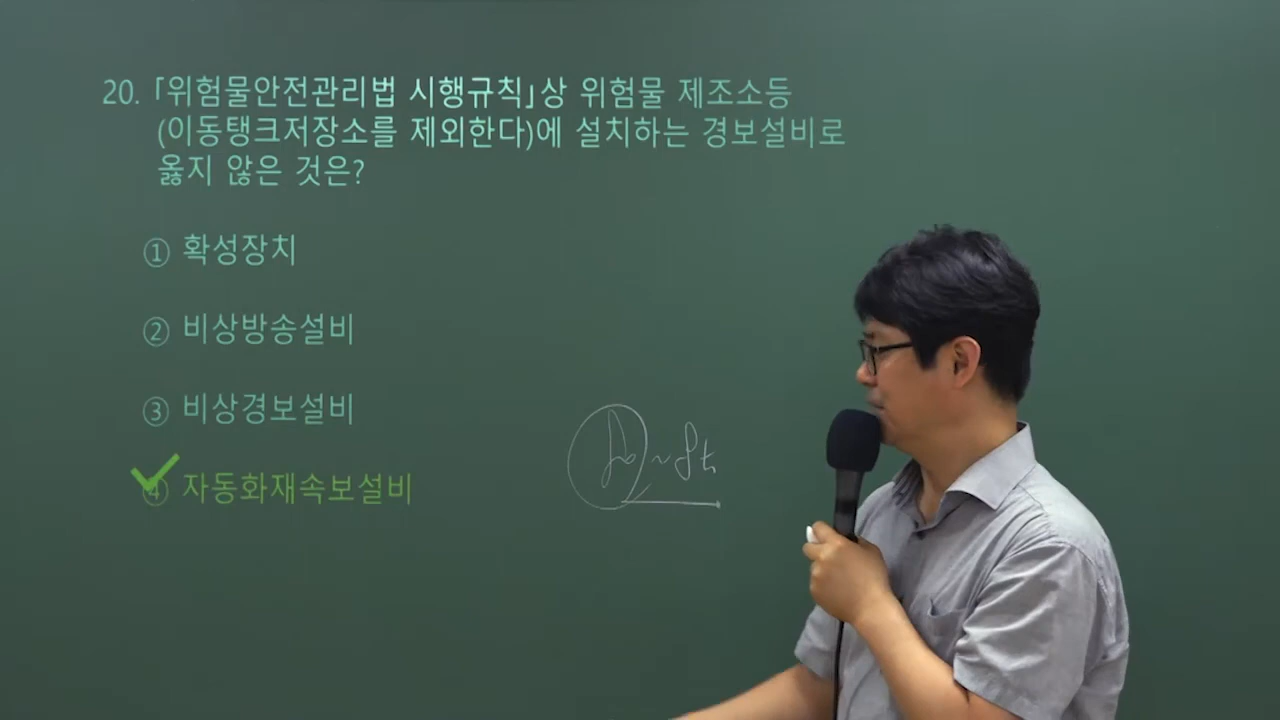 20. 「위험물안전관리법 시행규칙」상 위험물 제조소등
(이동탱크저장소를 제외한다)에 설치하는 경보설비로
옳지 않은 것은?
① 확성장치
② 비상방송설비
③ 비상경보설비
④ 자동화재속보설비